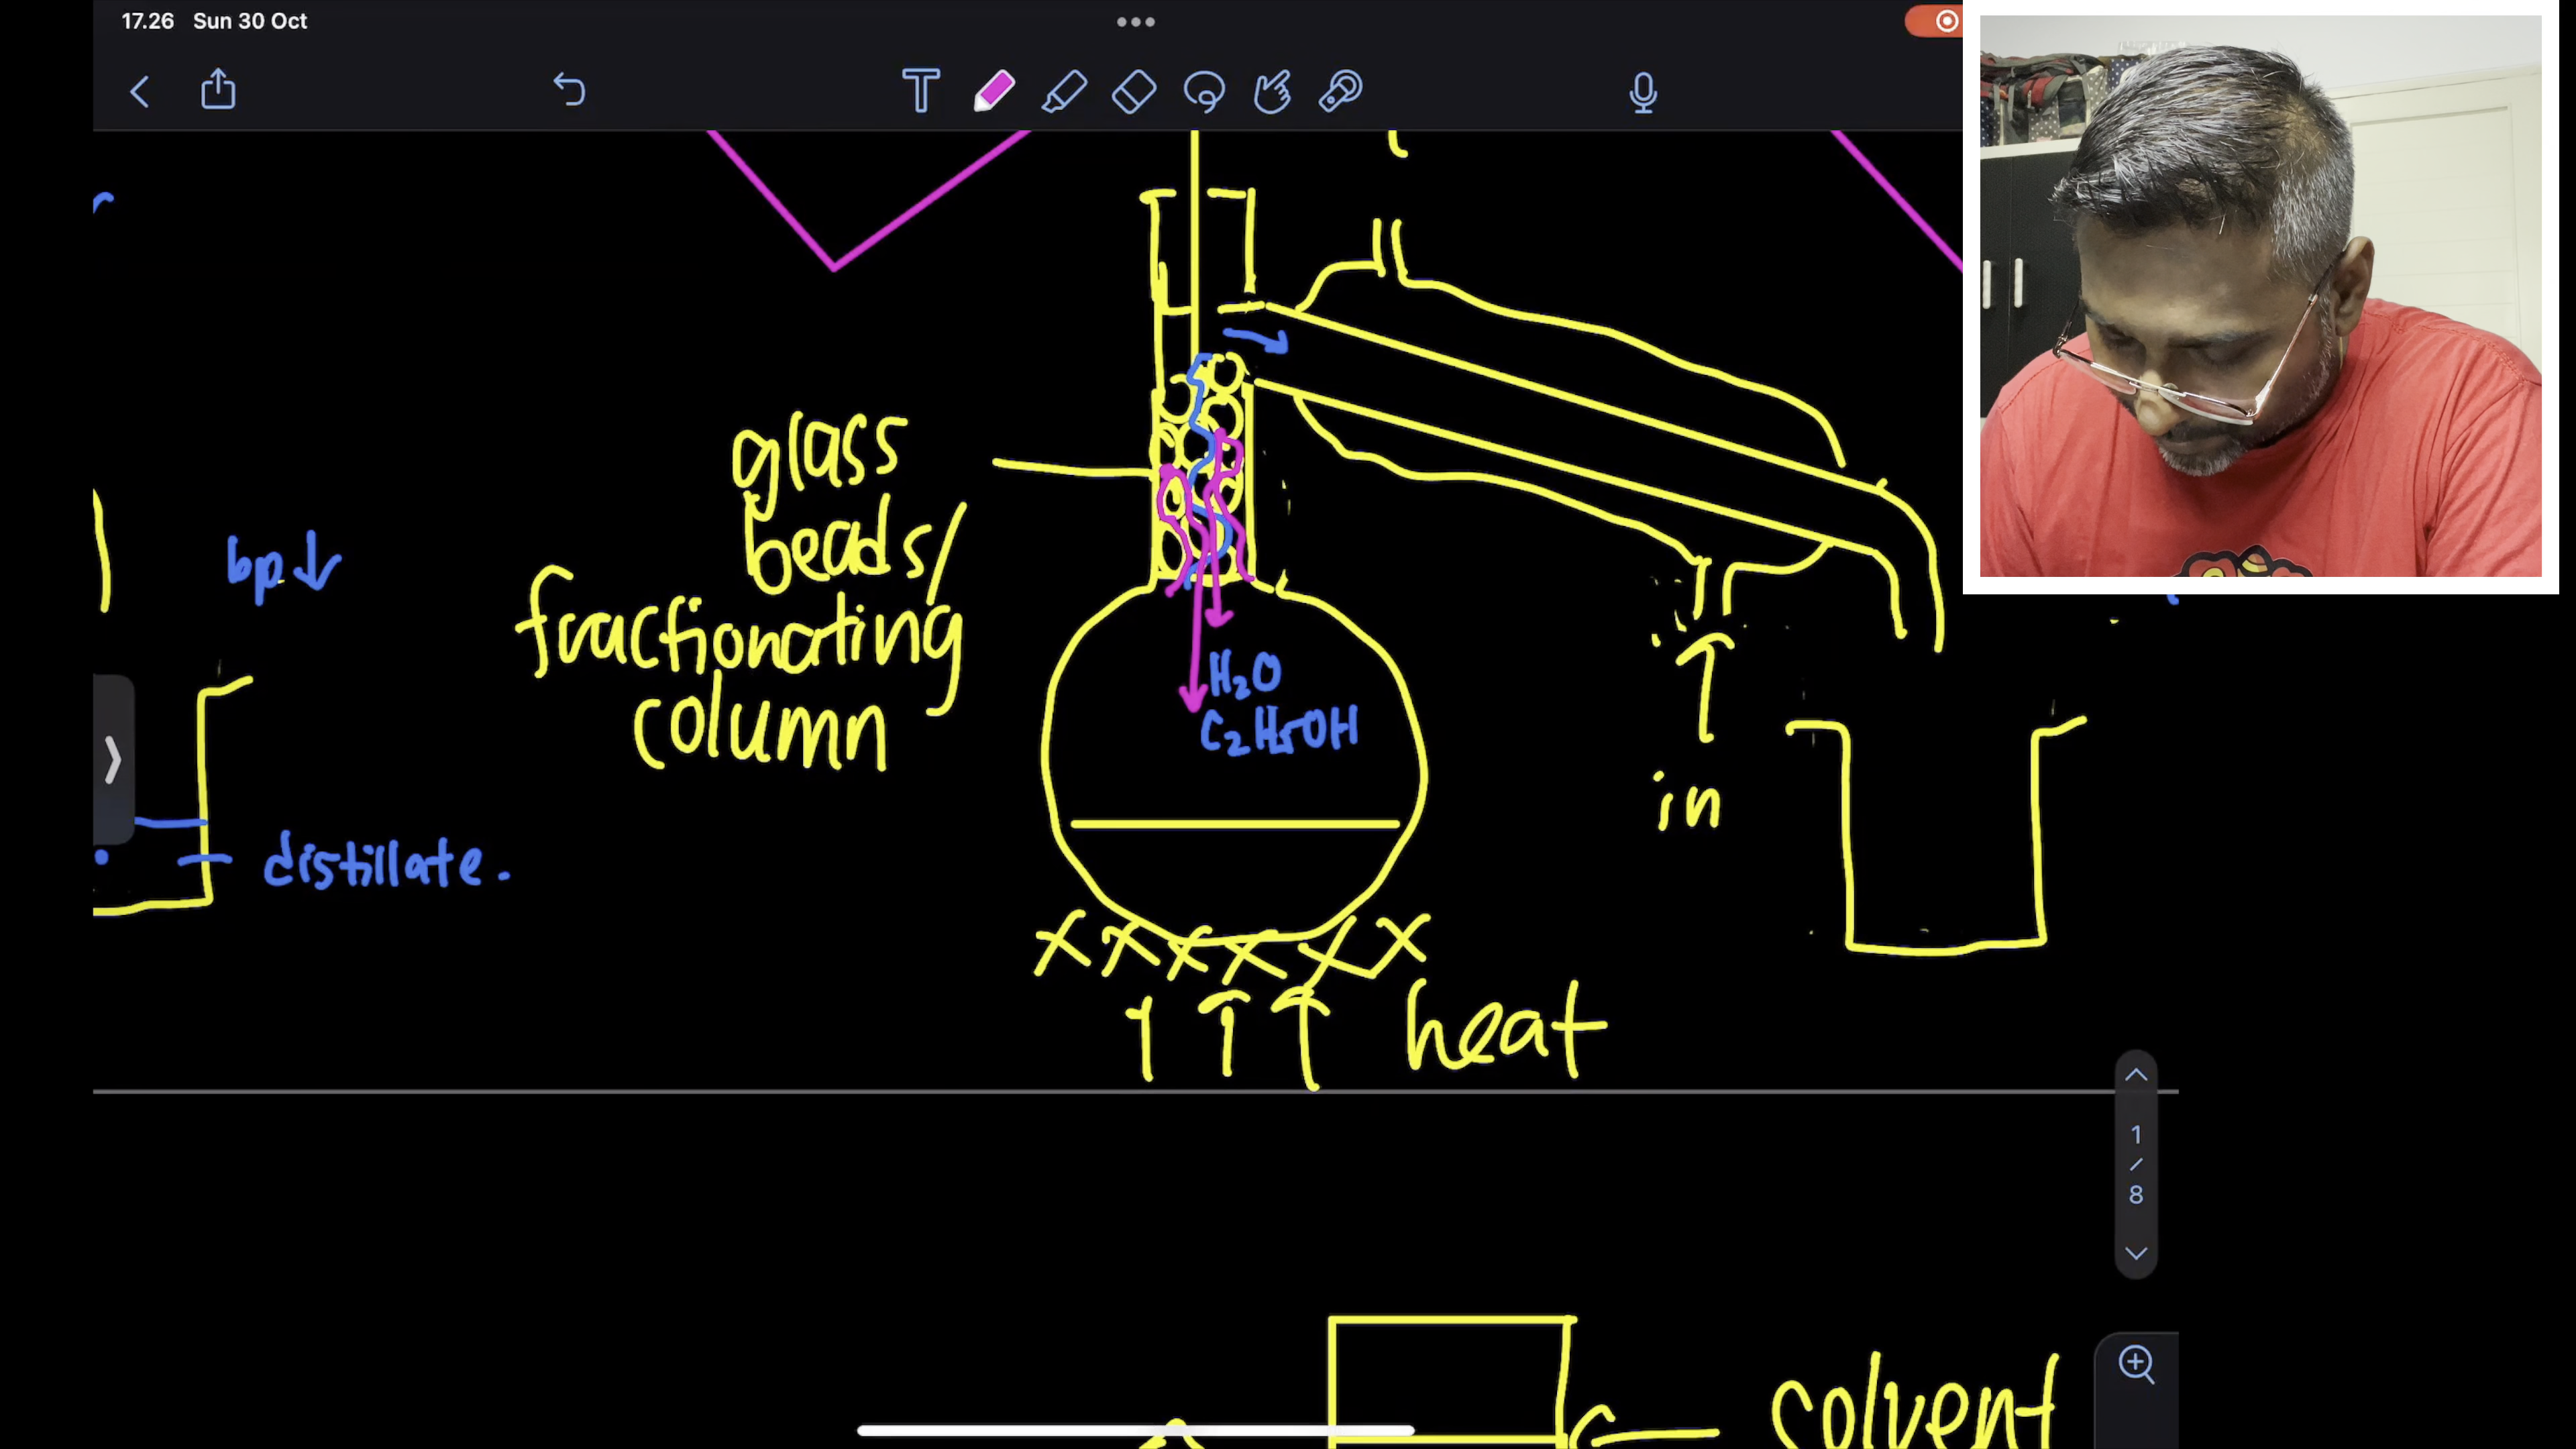 17.26 Sun 30 Oct
glass
beads/
fractionating
column
bp ↓
H₂O
C₂H₅OH
in
distillate.
heat
1
/
8
solvent